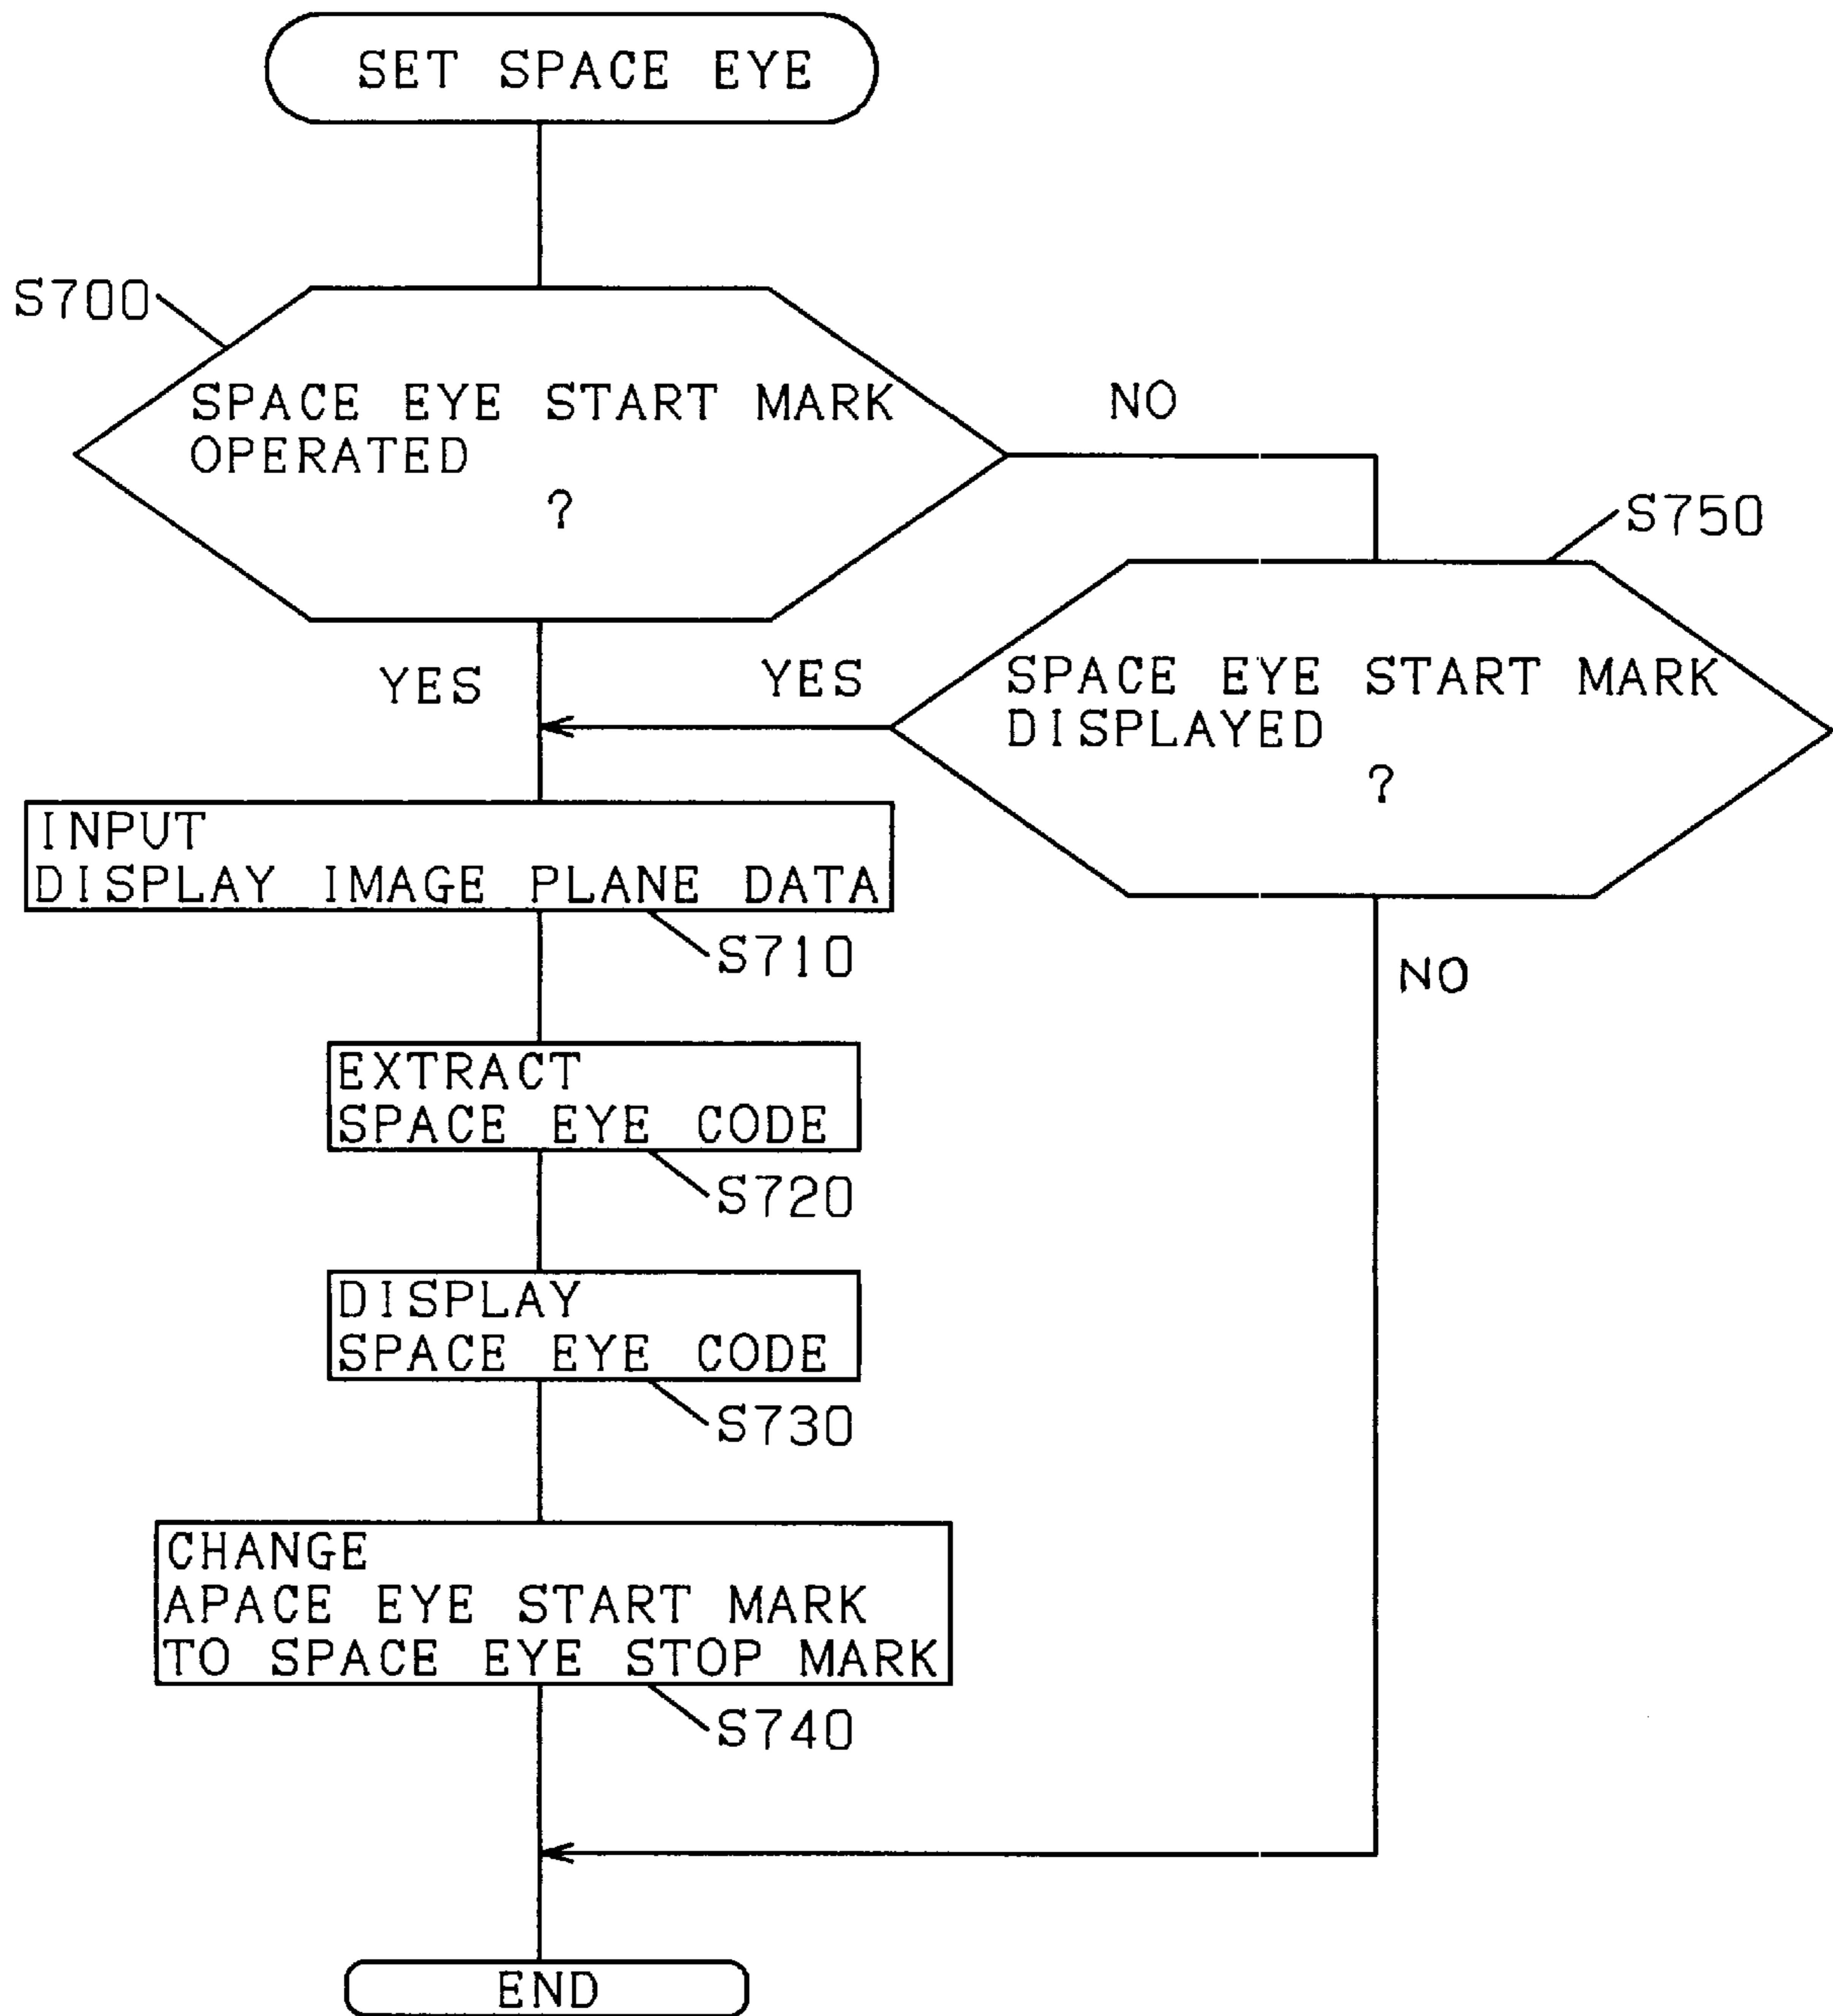 SET SPACE EYE
S700
SPACE EYE START MARK
OPERATED
?
NO
S750
YES
YES
SPACE EYE START MARK
DISPLAYED
?
INPUT
DISPLAY IMAGE PLANE DATA
S710
NO
EXTRACT
SPACE EYE CODE
S720
DISPLAY
SPACE EYE CODE
S730
CHANGE
APACE EYE START MARK
TO SPACE EYE STOP MARK
S740
END